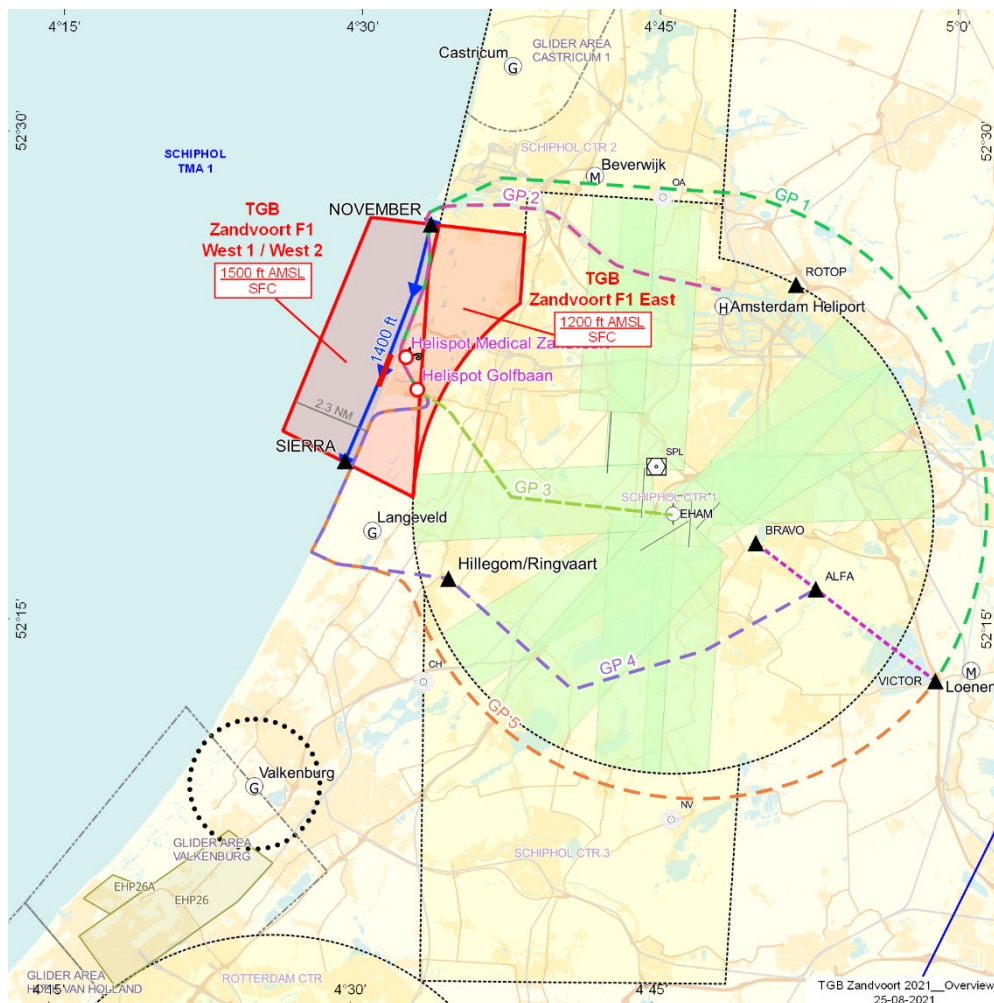 4°15'
4°30'
4°45'
5°0'
Castricum
G
GLIDER AREA
CASTRICUM 1
52°30'
52°30'
SCHIPHOL
TMA 1
SCHIPHOL CTR 2
Beverwijk
M
OA
GP 1
GP 2
NOVEMBER
TGB
Zandvoort F1
West 1 / West 2
1500 ft AMSL
SFC
ROTOP
TGB
Zandvoort F1 East
1200 ft AMSL
SFC
H
Amsterdam Heliport
1400 ft
Helispot Medical
Helispot Golfbaan
2.3 NM
SIERRA
SPL
GP 3
SCHIPHOL CTR 1
EHAM
Langeveld
G
BRAVO
Hillegom/Ringvaart
ALFA
52°15'
52°15'
GP 4
CH
VICTOR
M
Loenen
GP 5
Valkenburg
G
NV
GLIDER AREA
VALKENBURG
SCHIPHOL CTR 3
EHP26A
EHP26
GLIDER AREA
HOEK VAN HOLLAND
ROTTERDAM CTR
4°15'
4°30'
4°45'
TGB Zandvoort 2021__Overview
25-08-2021